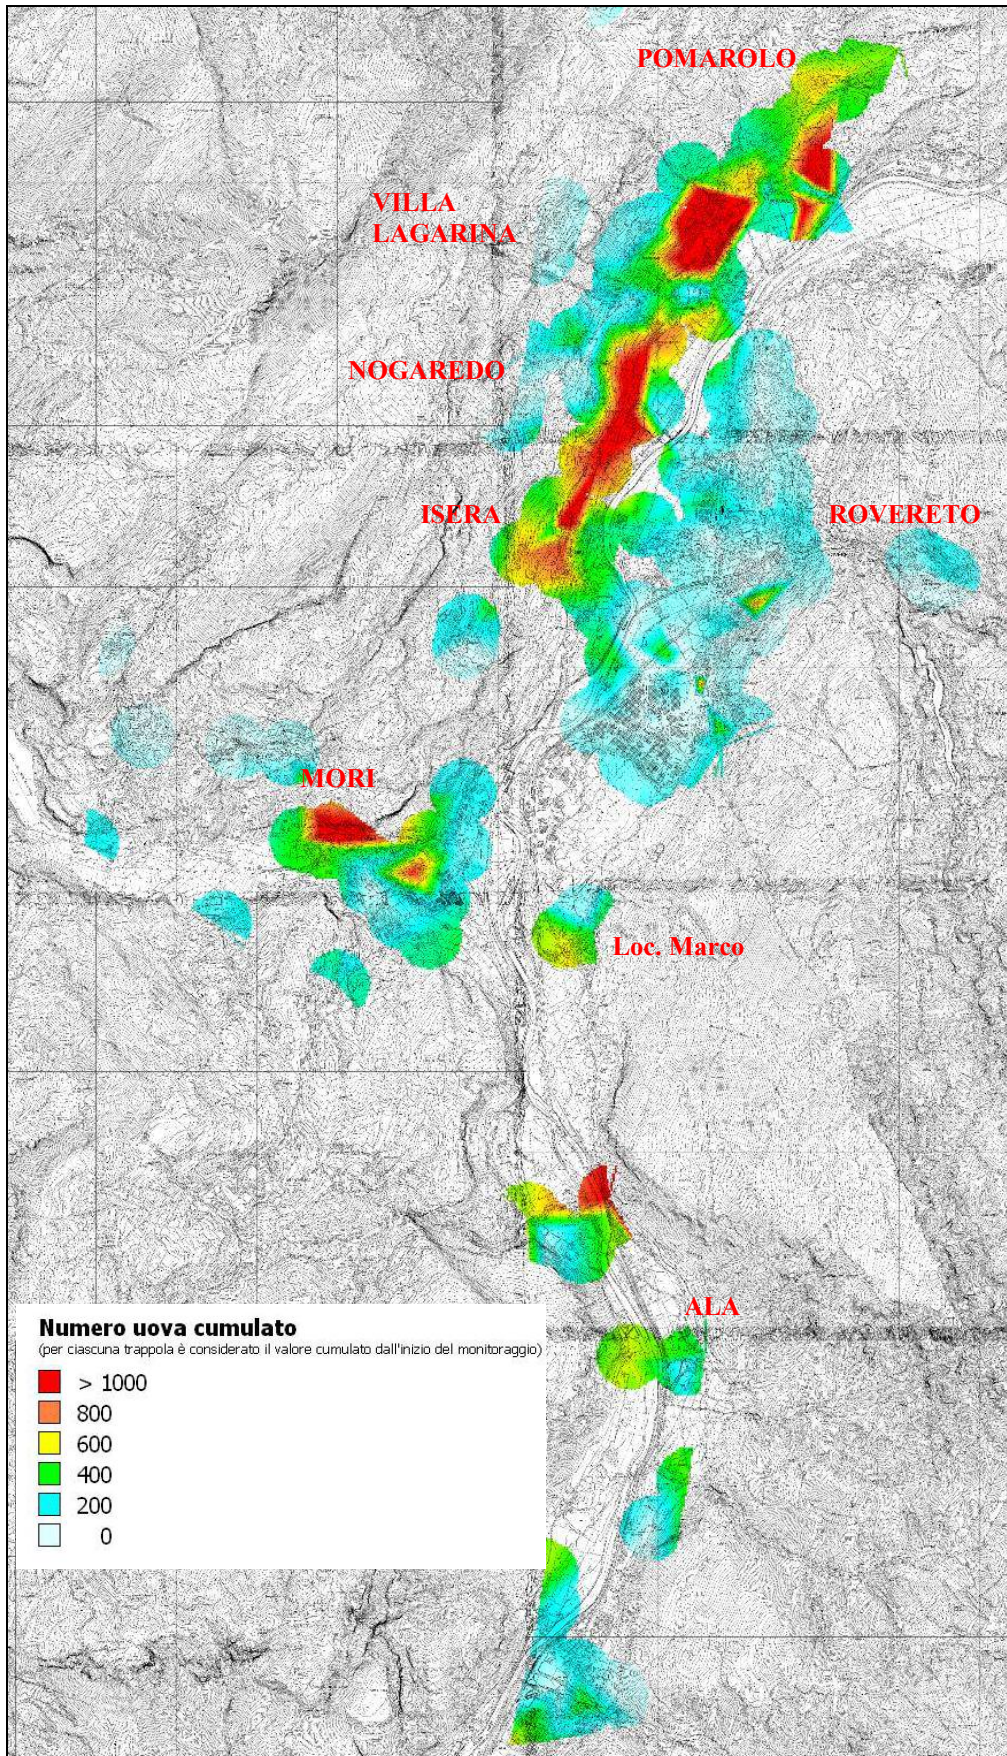 POMAROLO
VILLA
LAGARINA
NOGAREDO
ISERA
ROVERETO
MORI
Loc. Marco
ALA
Numero uova cumulato
(per ciascuna trappola è considerato il valore cumulato dall'inizio del monitoraggio)
> 1000
800
600
400
200
0